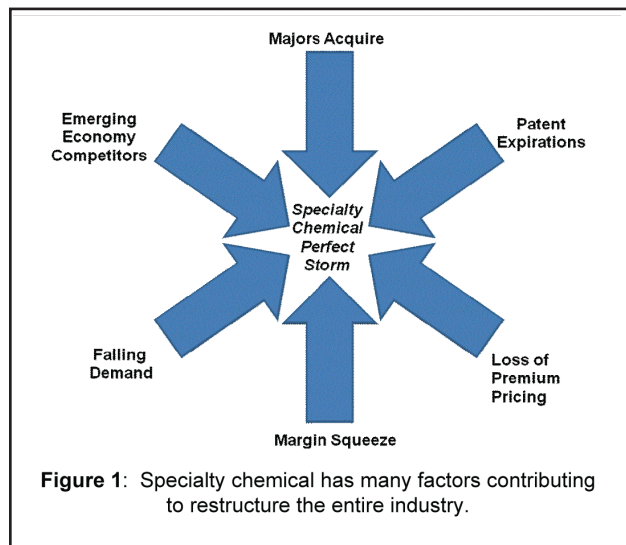 Majors Acquire
Emerging
Economy
Competitors
Patent
Expirations
Specialty
Chemical
Perfect
Storm
Falling
Demand
Loss of
Premium
Pricing
Margin Squeeze
Figure 1: Specialty chemical has many factors contributing
to restructure the entire industry.